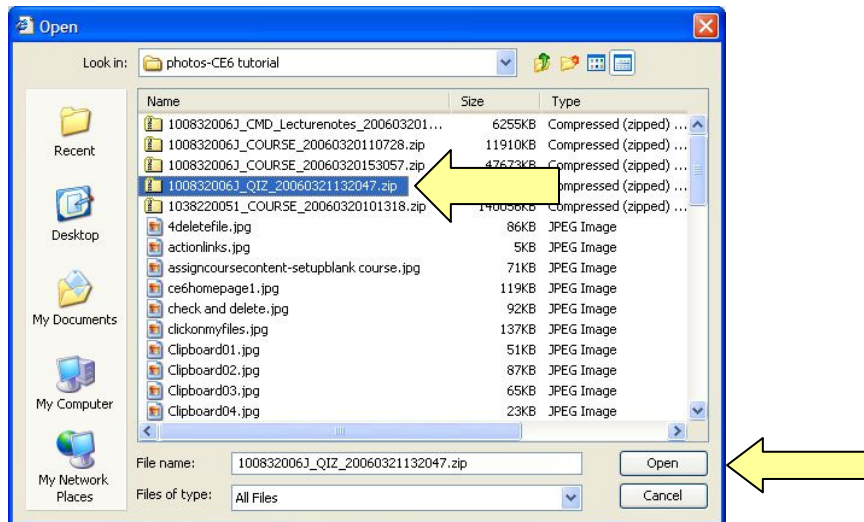 Open
Look in: photos-CE6 tutorial
Name Size Type
100832006J_CMD_Lecturenotes_200603201... 6255KB Compressed (zipped) ...
100832006J_COURSE_20060320110728.zip 11910KB Compressed (zipped) ...
100832006J_COURSE_20060320153057.zip 47673KB Compressed (zipped) ...
100832006J_QIZ_20060321132047.zip ompressed (zipped) ...
1038220051_COURSE_20060320101318.zip 140056KB Compressed (zipped) ...
4deletefile.jpg 86KB JPEG Image
actionlinks.jpg 5KB JPEG Image
assigncoursecontent-setupblank course.jpg 71KB JPEG Image
ce6homepage1.jpg 119KB JPEG Image
check and delete.jpg 92KB JPEG Image
clickonmyfiles.jpg 137KB JPEG Image
Clipboard01.jpg 51KB JPEG Image
Clipboard02.jpg 87KB JPEG Image
Clipboard03.jpg 65KB JPEG Image
Clipboard04.jpg 23KB JPEG Image
Recent
Desktop
My Documents
My Computer
My Network
Places
File name: 100832006J_QIZ_20060321132047.zip Open
Files of type: All Files Cancel